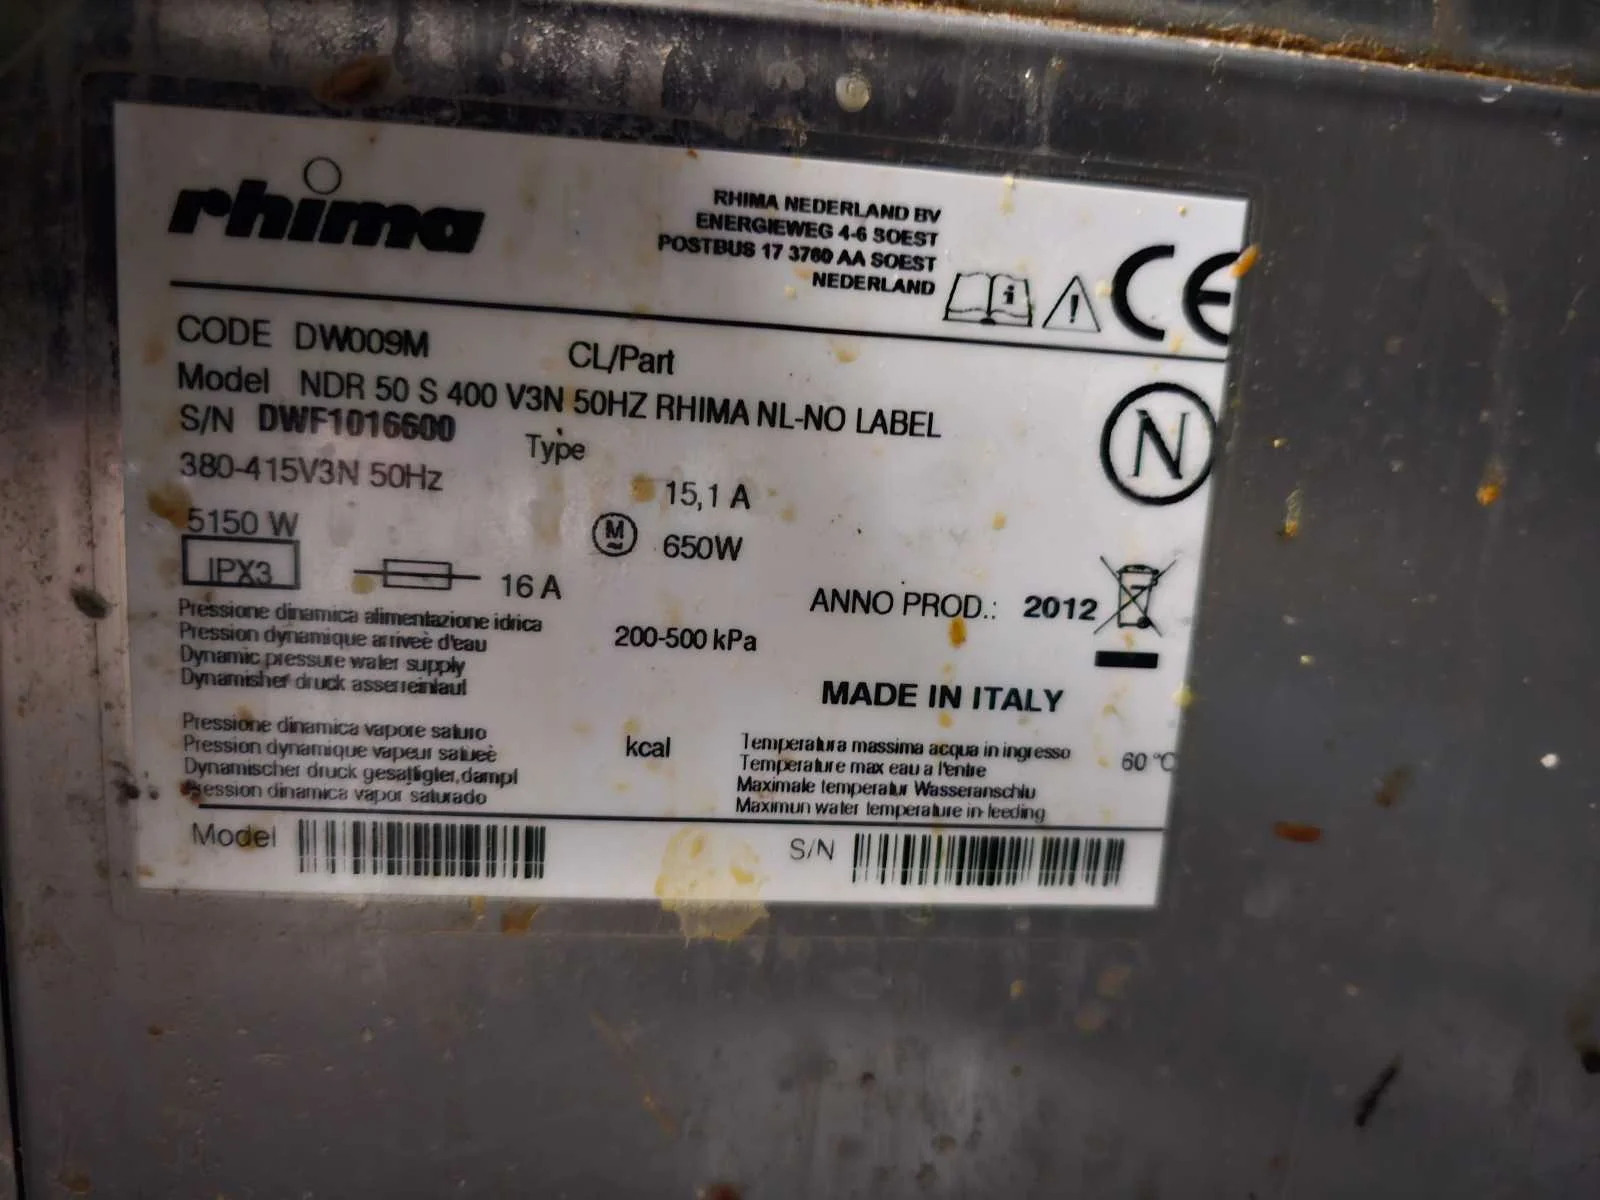 rhima
RHIMA NEDERLAND BV
ENERGIEWEG 4-6 SOEST
POSTBUS 17 3760 AA SOEST
NEDERLAND
CE
CODE DW009M
CL/Part
Model NDR 50 S 400 V3N 50HZ RHIMA NL-NO LABEL
N
S/N DWF1016600
Type
380-415V3N 50Hz
15,1 A
5150 W
M
650W
IPX3
16 A
ANNO PROD.: 2012
Pressione dinamica alimentazione idrica
Pression dynamique arriveè d'eau
Dynamic pressure water supply
Dynamisher druck asserreinlauf
200-500 kPa
MADE IN ITALY
Pressione dinamica vapore saturo
Pression dynamique vapeur satueè
Dynamischer druck gesattigter,dampf
Pression dinamica vapor saturado
kcal
Temperatura massima acqua in ingresso
Temperature max eau a l'entre
Maximale temperatur Wasseranschlu
Maximun water temperature in-feeding
60 °C
Model
S/N